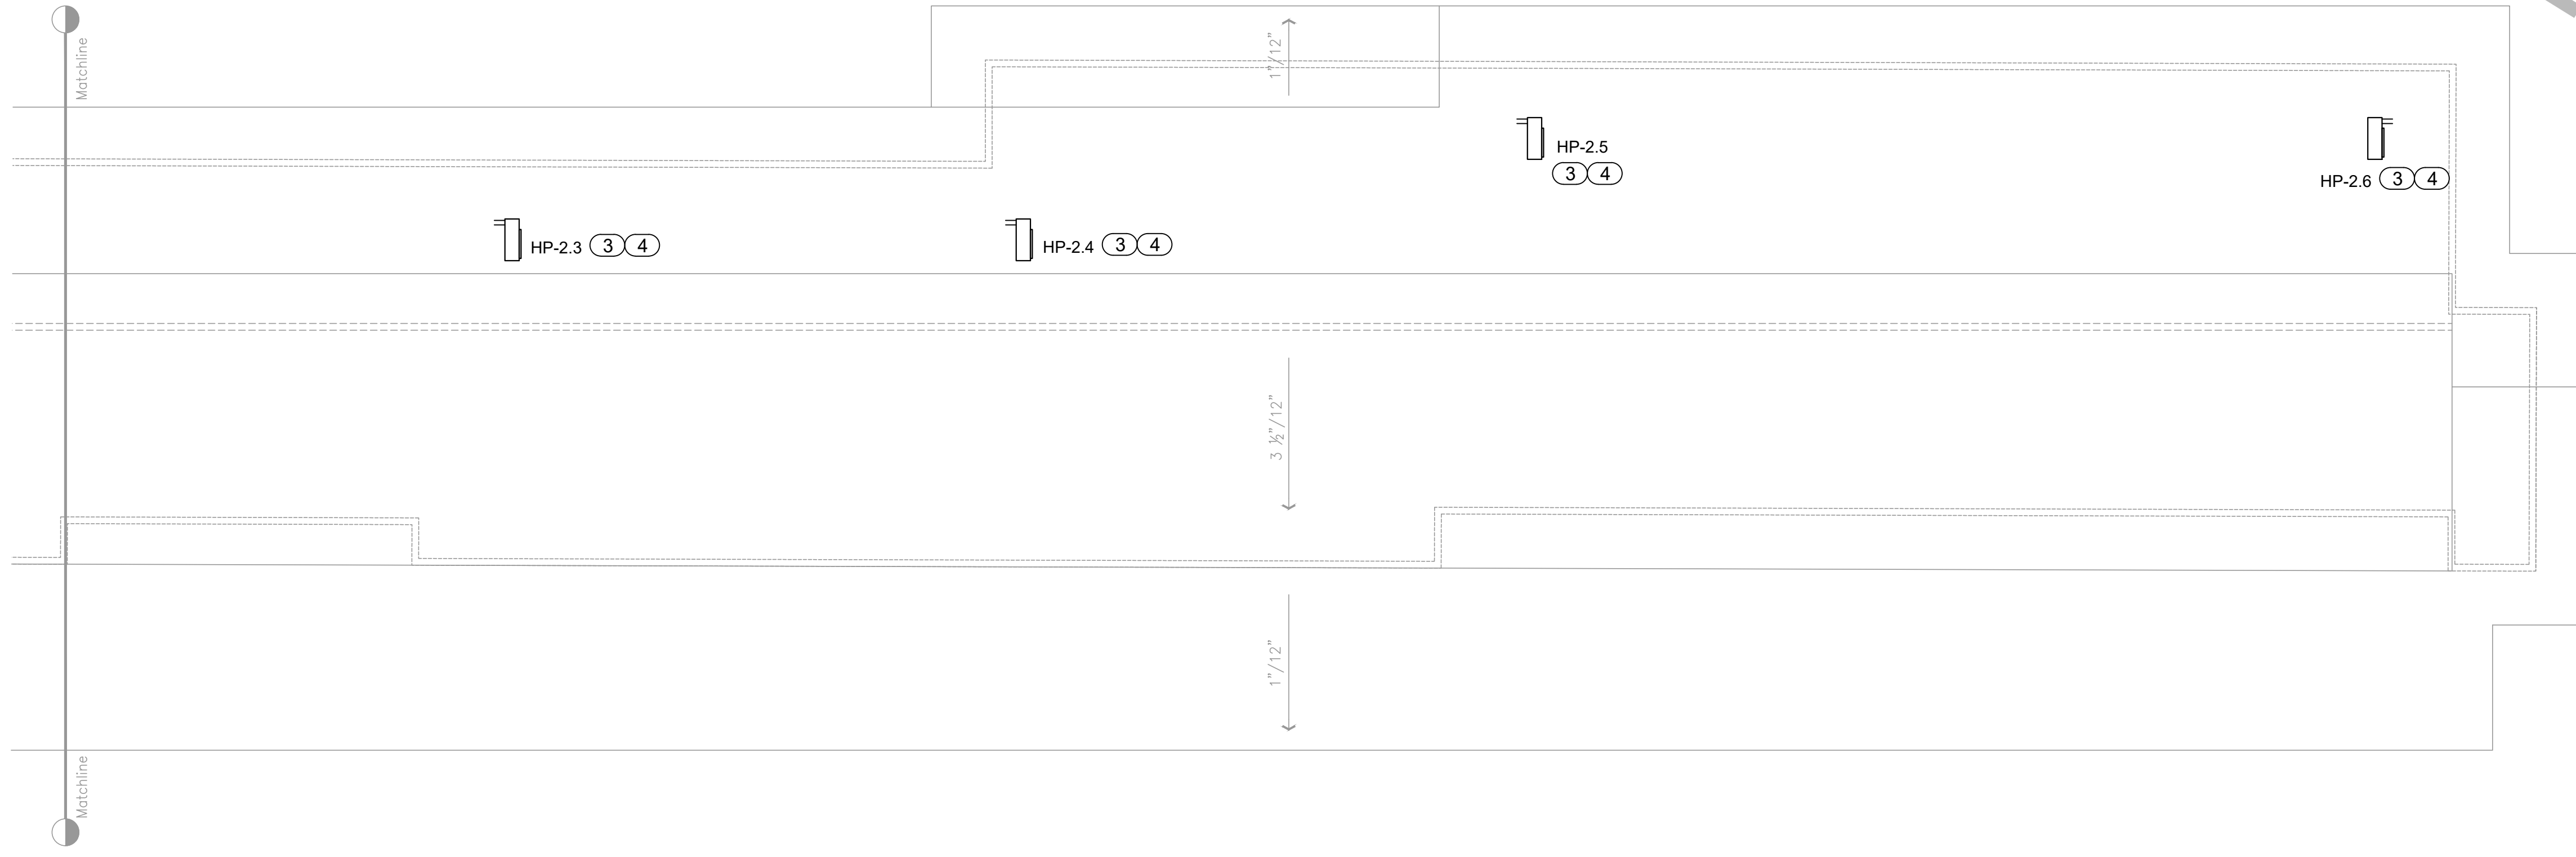 Matchline
1"/12"
HP-2.5
3 4
HP-2.6 3 4
HP-2.3 3 4
HP-2.4 3 4
3 ½"/12"
1"/12"
Matchline